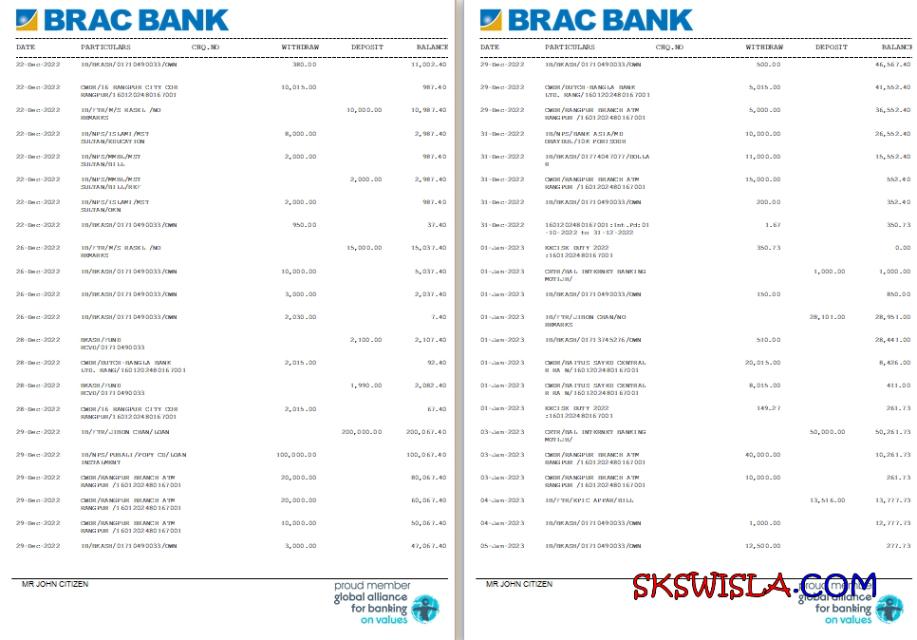 BRAC BANK
DATE PARTICULARS CHQ.NO WITHDRAW DEPOSIT BALANCE
22-Dec-2022 IB/BKASH/01710490033/OWN 380.00 11,002.40
22-Dec-2022 CWDR/16 RANGPUR CITY COR 10,015.00 987.40
RANGPUR/1601202480167001
22-Dec-2022 IB/FTR/M/S RASEL /NO 10,000.00 10,987.40
REMARKS
22-Dec-2022 IB/NPS/ISLAMI/MST 8,000.00 2,987.40
SULTAN/EDUCATION
22-Dec-2022 IB/NPS/MMBL/MST 2,000.00 987.40
SULTAN/BILL
22-Dec-2022 IB/NPS/MMBL/MST 2,000.00 2,987.40
SULTAN/BILL/REF
22-Dec-2022 IB/NPS/ISLAMI/MST 2,000.00 987.40
SULTAN/OWN
22-Dec-2022 IB/BKASH/01710490033/OWN 950.00 37.40
26-Dec-2022 IB/FTR/M/S RASEL /NO 15,000.00 15,037.40
REMARKS
26-Dec-2022 IB/BKASH/01710490033/OWN 10,000.00 5,037.40
26-Dec-2022 IB/BKASH/01710490033/OWN 3,000.00 2,037.40
26-Dec-2022 IB/BKASH/01710490033/OWN 2,030.00 7.40
28-Dec-2022 BKASH/FUND 2,100.00 2,107.40
RCVD/01710490033
28-Dec-2022 CWDR/DUTCH-BANGLA BANK 2,015.00 92.40
LTD. RANG/1601202480167001
28-Dec-2022 BKASH/FUND 1,990.00 2,082.40
RCVD/01710490033
28-Dec-2022 CWDR/16 RANGPUR CITY COR 2,015.00 67.40
RANGPUR/1601202480167001
29-Dec-2022 IB/FTR/JIBON CHAN/LOAN 200,000.00 200,067.40
29-Dec-2022 IB/NPS/PUBALI/POPY CD/LOAN 100,000.00 100,067.40
INSTALMENT
29-Dec-2022 CWDR/RANGPUR BRANCH ATM 20,000.00 80,067.40
RANGPUR /1601202480167001
29-Dec-2022 CWDR/RANGPUR BRANCH ATM 20,000.00 60,067.40
RANGPUR /1601202480167001
29-Dec-2022 CWDR/RANGPUR BRANCH ATM 10,000.00 50,067.40
RANGPUR /1601202480167001
29-Dec-2022 IB/BKASH/01710490033/OWN 3,000.00 47,067.40
MR JOHN CITIZEN
proud member
global alliance
for banking
on values
BRAC BANK
DATE PARTICULARS CHQ.NO WITHDRAW DEPOSIT BALANCE
29-Dec-2022 IB/BKASH/01710490033/OWN 500.00 46,567.40
29-Dec-2022 CWDR/DUTCH-BANGLA BANK 5,015.00 41,552.40
LTD. RANG/1601202480167001
29-Dec-2022 CWDR/RANGPUR BRANCH ATM 5,000.00 36,552.40
RANGPUR /1601202480167001
31-Dec-2022 IB/NPS/BANK ASIA/MD 10,000.00 26,552.40
OBAYDUL/IDK PORISODH
31-Dec-2022 IB/BKASH/01774047077/BOLLA 11,000.00 15,552.40
R
31-Dec-2022 CWDR/RANGPUR BRANCH ATM 15,000.00 552.40
RANGPUR /1601202480167001
31-Dec-2022 IB/BKASH/01710490033/OWN 200.00 352.40
31-Dec-2022 1601202480167001:Int.Pd:01 1.67 350.73
-10-2022 to 31-12-2022
01-Jan-2023 EXCISE DUTY 2022 350.73 0.00
:1601202480167001
01-Jan-2023 CRTR/BAL INTERNET BANKING 1,000.00 1,000.00
MOTIJH/
01-Jan-2023 IB/BKASH/01710490033/OWN 150.00 850.00
01-Jan-2023 IB/FTR/JIBON CHAN/NO 28,101.00 28,951.00
REMARKS
01-Jan-2023 IB/BKASH/01713745276/OWN 510.00 28,441.00
01-Jan-2023 CWDR/BAITUS SAYEO CENTRAL 20,015.00 8,426.00
R RA N/1601202480167001
01-Jan-2023 CWDR/BAITUS SAYEO CENTRAL 8,015.00 411.00
R RA N/1601202480167001
01-Jan-2023 EXCISE DUTY 2022 149.27 261.73
:1601202480167001
03-Jan-2023 CRTR/BAL INTERNET BANKING 50,000.00 50,261.73
MOTIJH/
03-Jan-2023 CWDR/RANGPUR BRANCH ATM 40,000.00 10,261.73
RANGPUR /1601202480167001
03-Jan-2023 CWDR/RANGPUR BRANCH ATM 10,000.00 261.73
RANGPUR /1601202480167001
04-Jan-2023 IB/FTR/EPIC APPAR/BILL 13,516.00 13,777.73
04-Jan-2023 IB/BKASH/01710490033/OWN 1,000.00 12,777.73
05-Jan-2023 IB/BKASH/01710490033/OWN 12,500.00 277.73
MR JOHN CITIZEN
SKSWISLA.COM
proud member
global alliance
for banking
on values